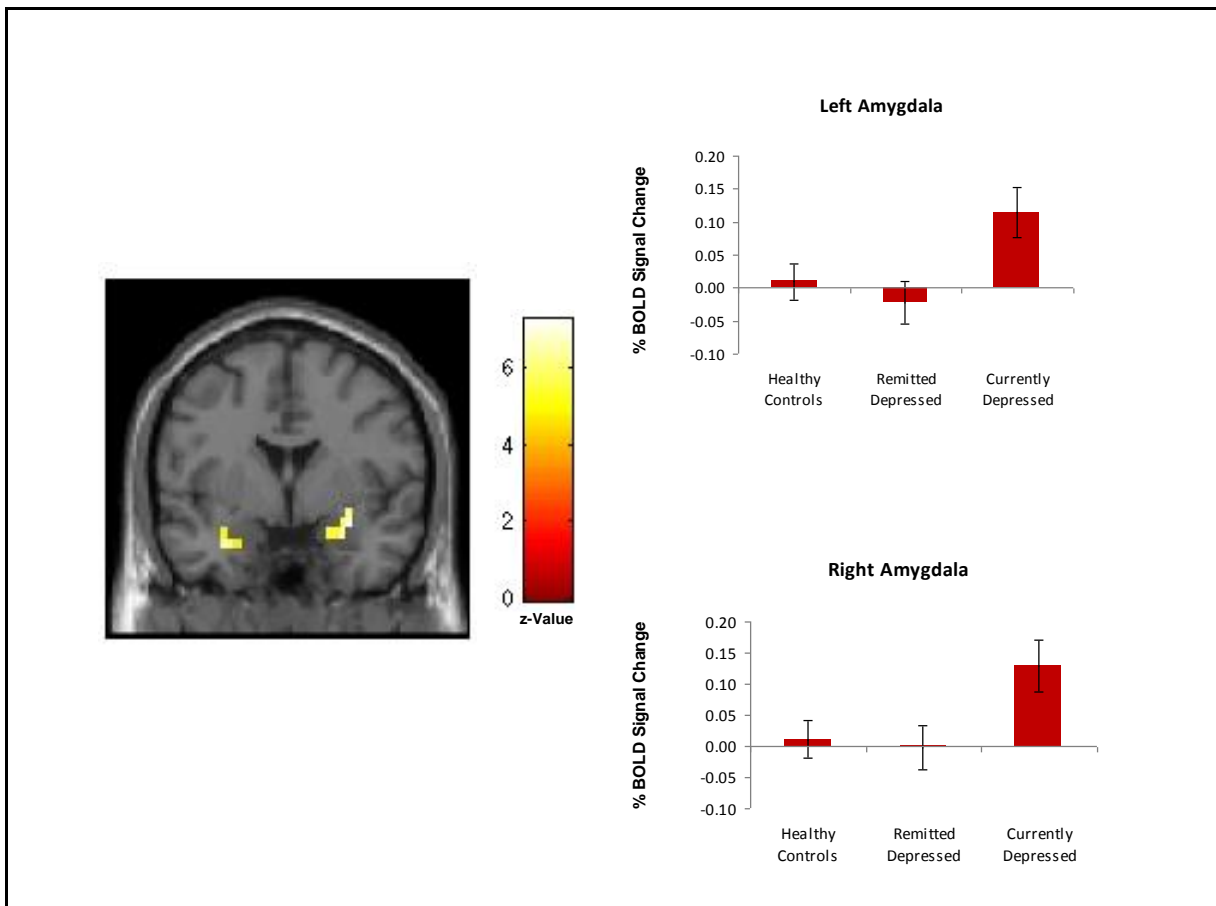 6
4
2
0
z-Value
Left Amygdala
% BOLD Signal Change
0.20
0.15
0.10
0.05
0.00
-0.05
-0.10
Healthy
Controls
Remitted
Depressed
Currently
Depressed
Right Amygdala
% BOLD Signal Change
0.20
0.15
0.10
0.05
0.00
-0.05
-0.10
Healthy
Controls
Remitted
Depressed
Currently
Depressed